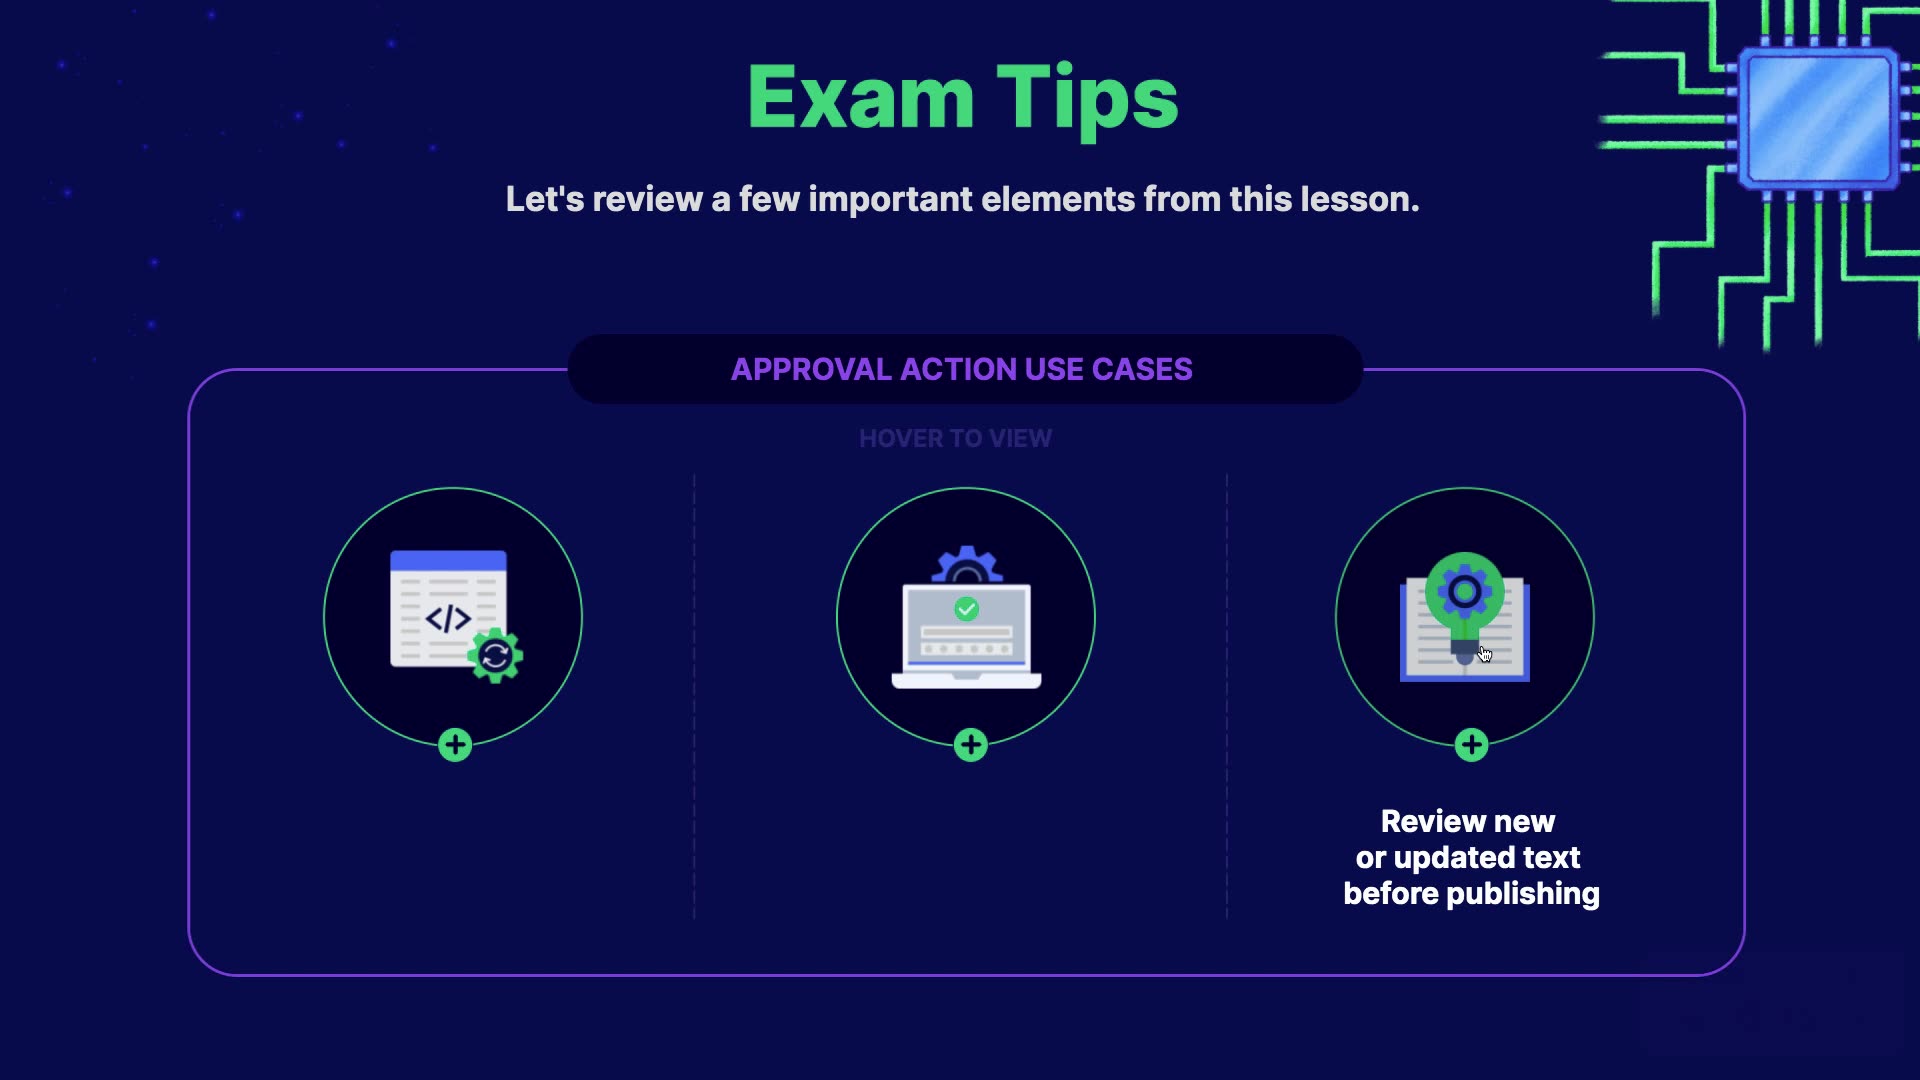 Exam Tips
Let's review a few important elements from this lesson.
APPROVAL ACTION USE CASES
HOVER TO VIEW
</>
Review new
or updated text
before publishing